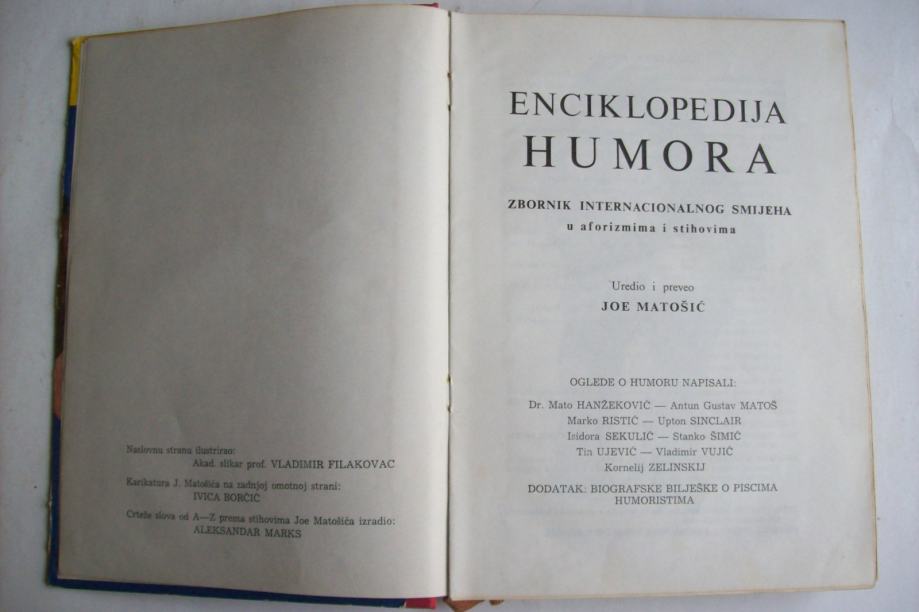 Naslovnu stranu ilustrirao:
Akad. slikar prof. VLADIMIR FILAKOVAC
Karikatura J. Matošića na zadnjoj omotnoj strani:
IVICA BORČIĆ
Crteže slova od A—Z prema stihovima Joe Matošića izradio:
ALEKSANDAR MARKS
ENCIKLOPEDIJA
HUMORA
ZBORNIK INTERNACIONALNOG SMIJEHA
u aforizmima i stihovima
Uredio i preveo
JOE MATOŠIĆ
OGLEDE O HUMORU NAPISALI:
Dr. Mato HANŽEKOVIĆ — Antun Gustav MATOŠ
Marko RISTIĆ — Upton SINCLAIR
Isidora SEKULIĆ — Stanko ŠIMIĆ
Tin UJEVIĆ — Vladimir VUJIĆ
Kornelij ZELINSKIJ
DODATAK: BIOGRAFSKE BILJEŠKE O PISCIMA
HUMORISTIMA